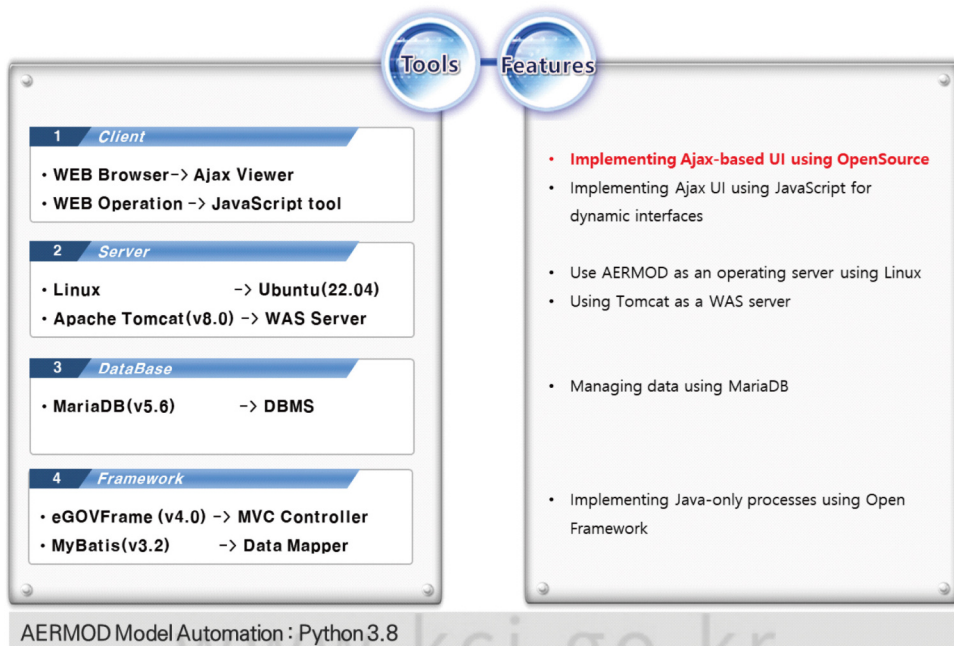 Tools
Features
1 Client
• WEB Browser-> Ajax Viewer
• WEB Operation -> JavaScript tool
2 Server
• Linux -> Ubuntu(22.04)
• Apache Tomcat(v8.0) -> WAS Server
3 DataBase
• MariaDB(v5.6) -> DBMS
4 Framework
• eGOVFrame (v4.0) -> MVC Controller
• MyBatis(v3.2) -> Data Mapper
• Implementing Ajax-based UI using OpenSource
• Implementing Ajax UI using JavaScript for
dynamic interfaces
• Use AERMOD as an operating server using Linux
• Using Tomcat as a WAS server
• Managing data using MariaDB
• Implementing Java-only processes using Open
Framework
AERMOD Model Automation : Python 3.8
www.kci.go.kr